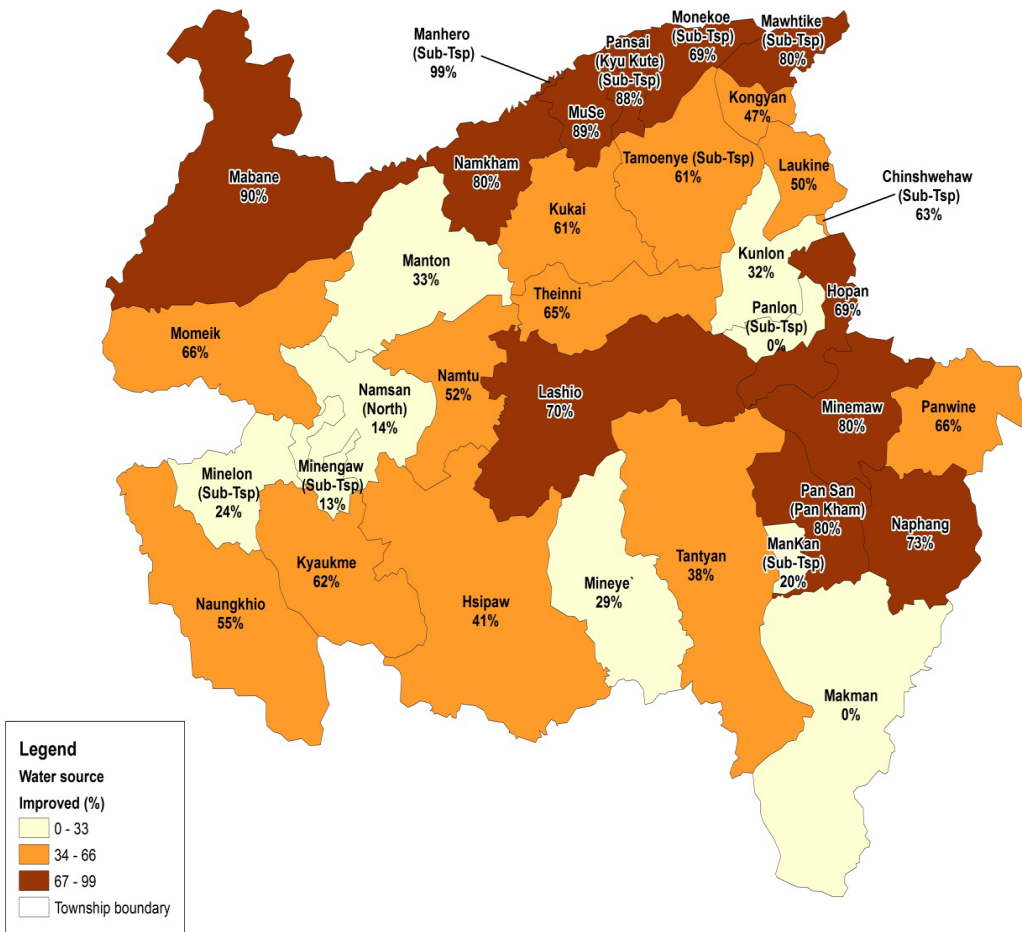 Manhero
(Sub-Tsp)
99%
Pansai
(Kyu Kute)
(Sub-Tsp)
88%
Monekoe
(Sub-Tsp)
69%
Mawhtike
(Sub-Tsp)
80%
MuSe
89%
Kongyan
47%
Mabane
90%
Namkham
80%
Tamoenye (Sub-Tsp)
61%
Laukine
50%
Chinshwehaw
(Sub-Tsp)
63%
Kukai
61%
Manton
33%
Kunlon
32%
Theinni
65%
Panlon
(Sub-Tsp)
0%
Hopan
69%
Momeik
66%
Namtu
52%
Namsan
(North)
14%
Lashio
70%
Minemaw
80%
Panwine
66%
Minelon
(Sub-Tsp)
24%
Minengaw
(Sub-Tsp)
13%
Pan San
(Pan Kham)
80%
Naphang
73%
ManKan
(Sub-Tsp)
20%
Kyaukme
62%
Tantyan
38%
Mineye`
29%
Hsipaw
41%
Naungkhio
55%
Makman
0%
Legend
Water source
Improved (%)
0 - 33
34 - 66
67 - 99
Township boundary